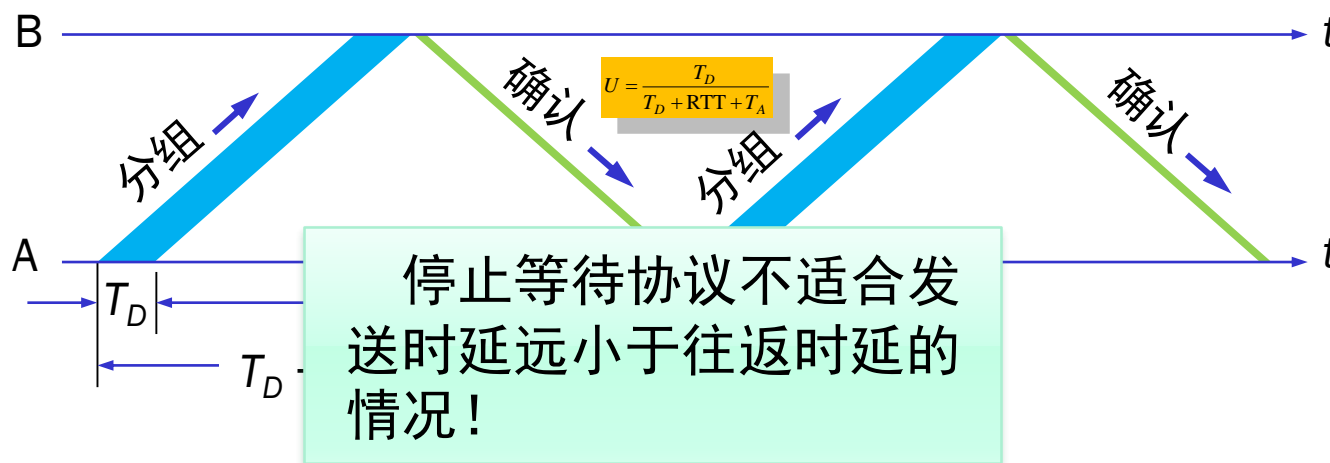 B
t
确认
U = T_D / (T_D + RTT + T_A)
确认
分组
分组
A
t
T_D
停止等待协议不适合发
送时延远小于往返时延的
情况！
T_D